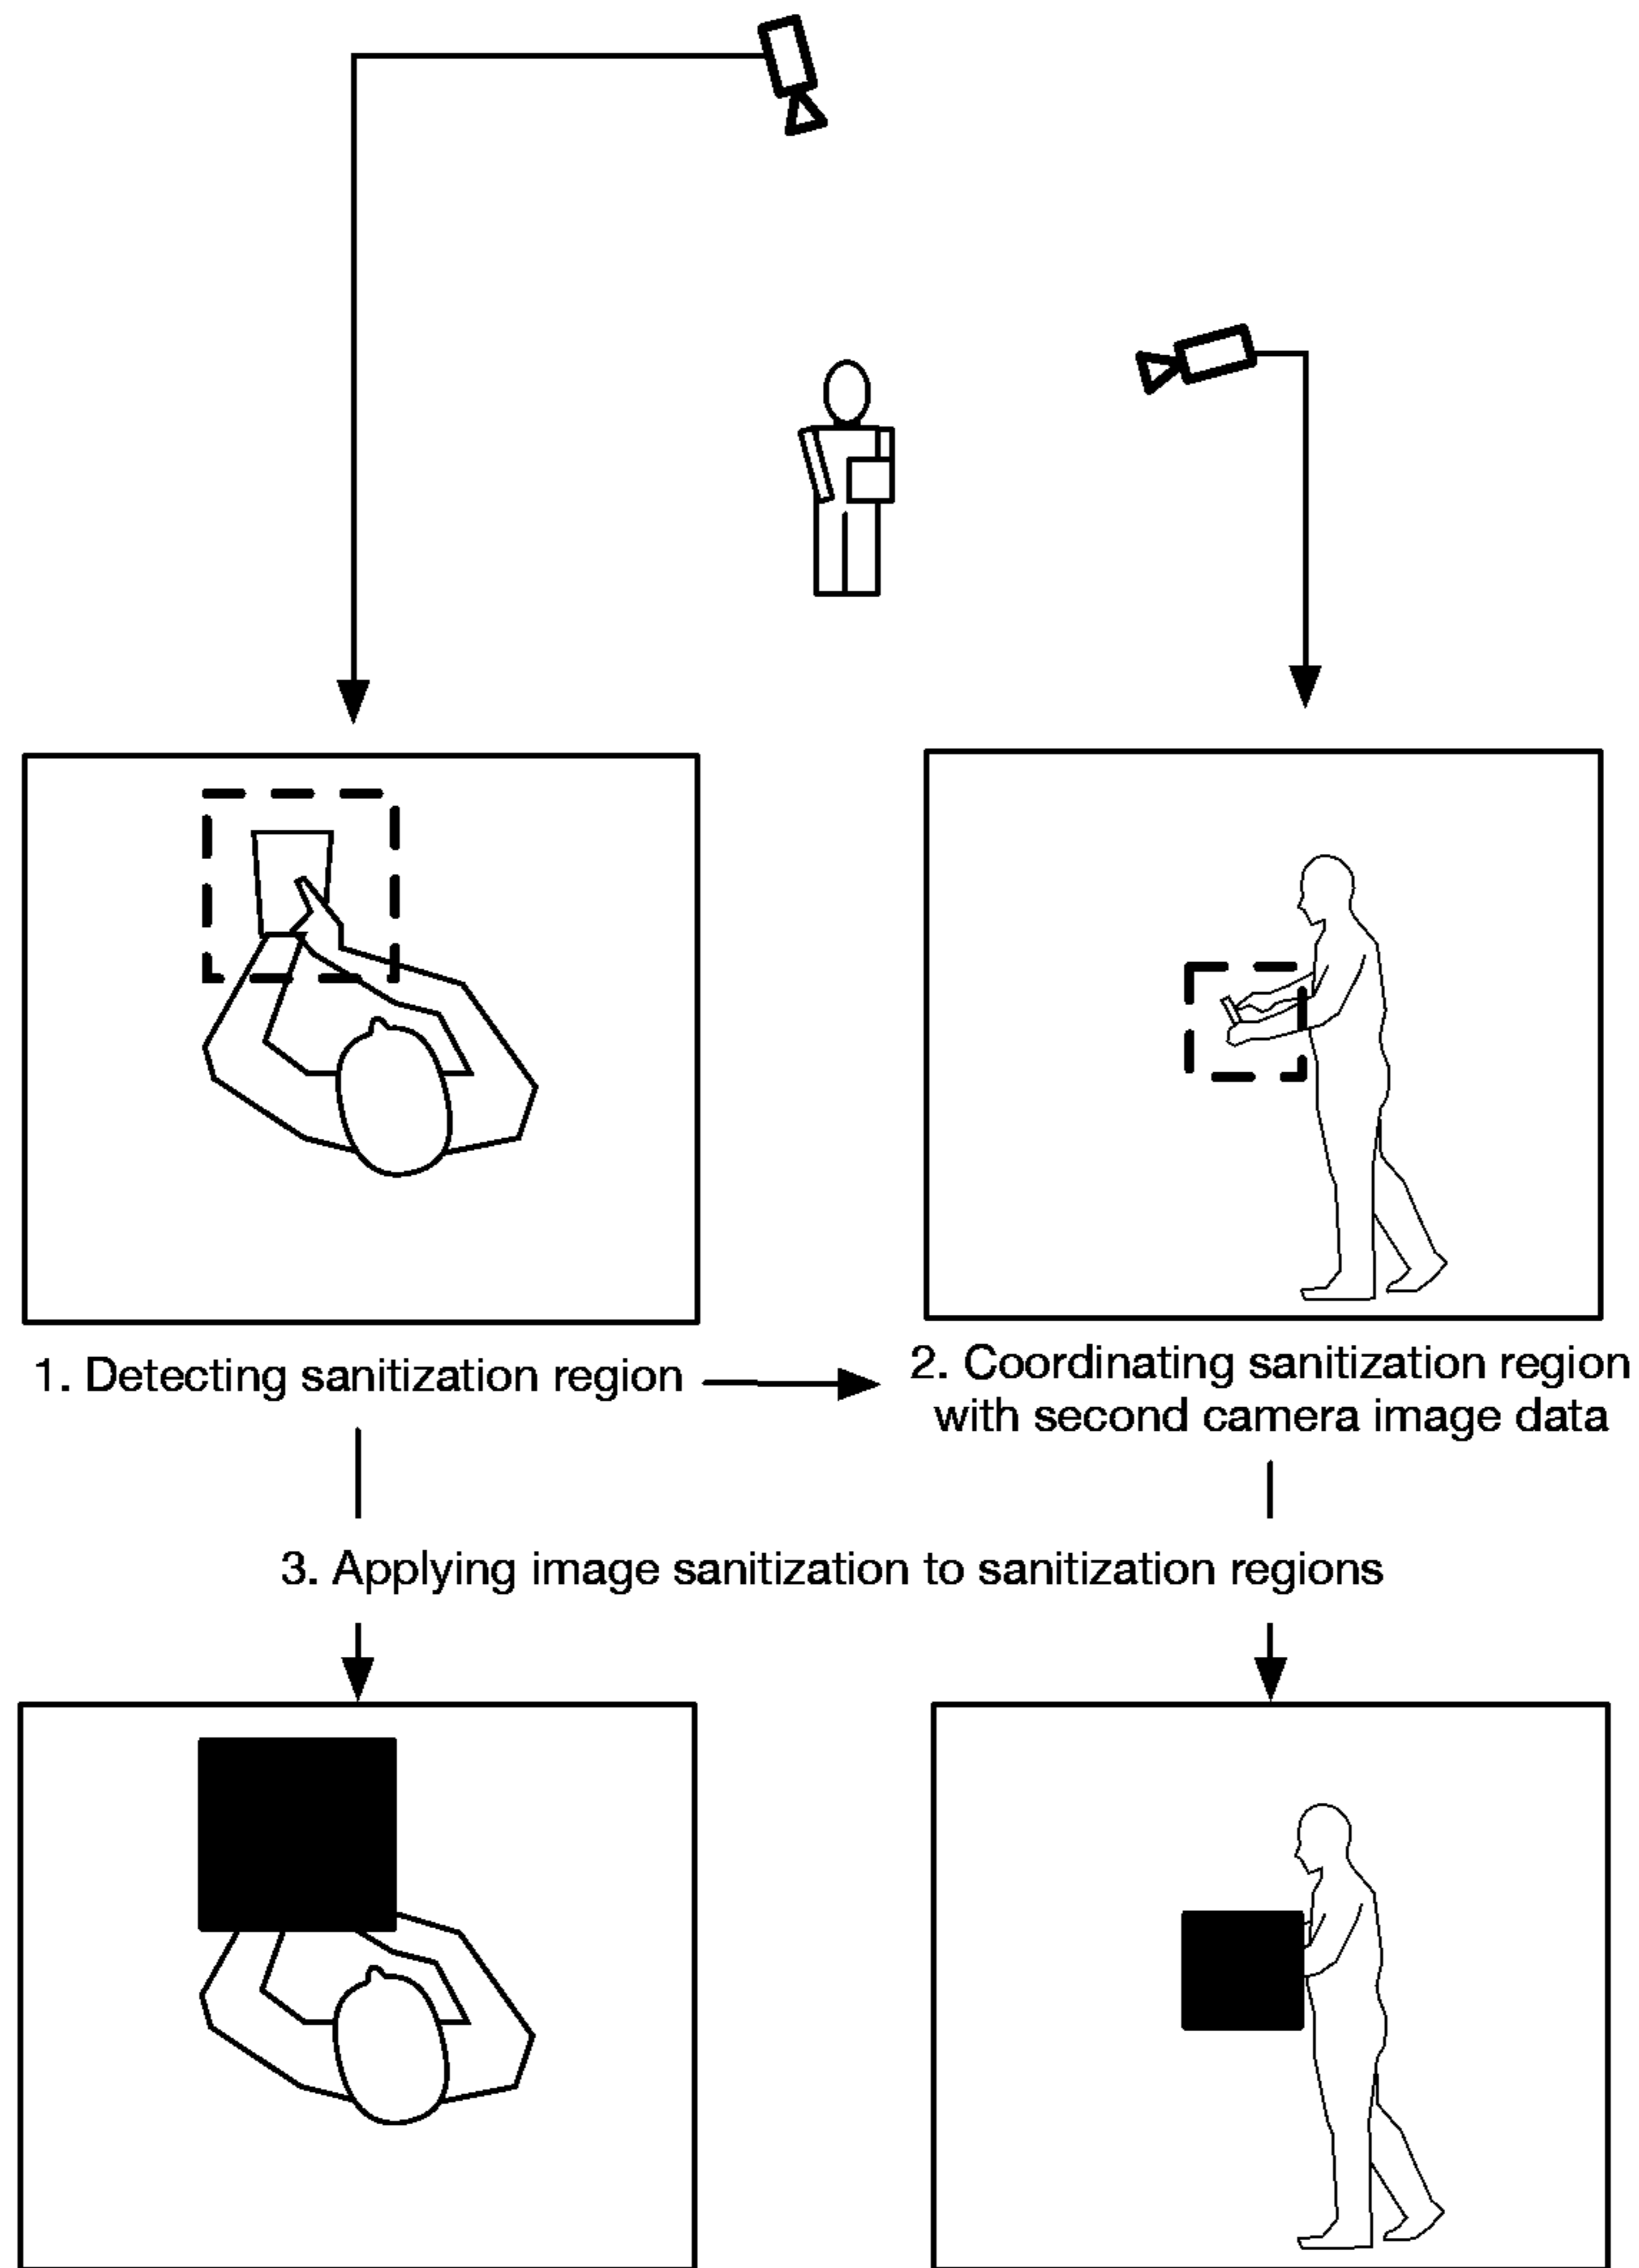 1. Detecting sanitization region
2. Coordinating sanitization region
with second camera image data
3. Applying image sanitization to sanitization regions